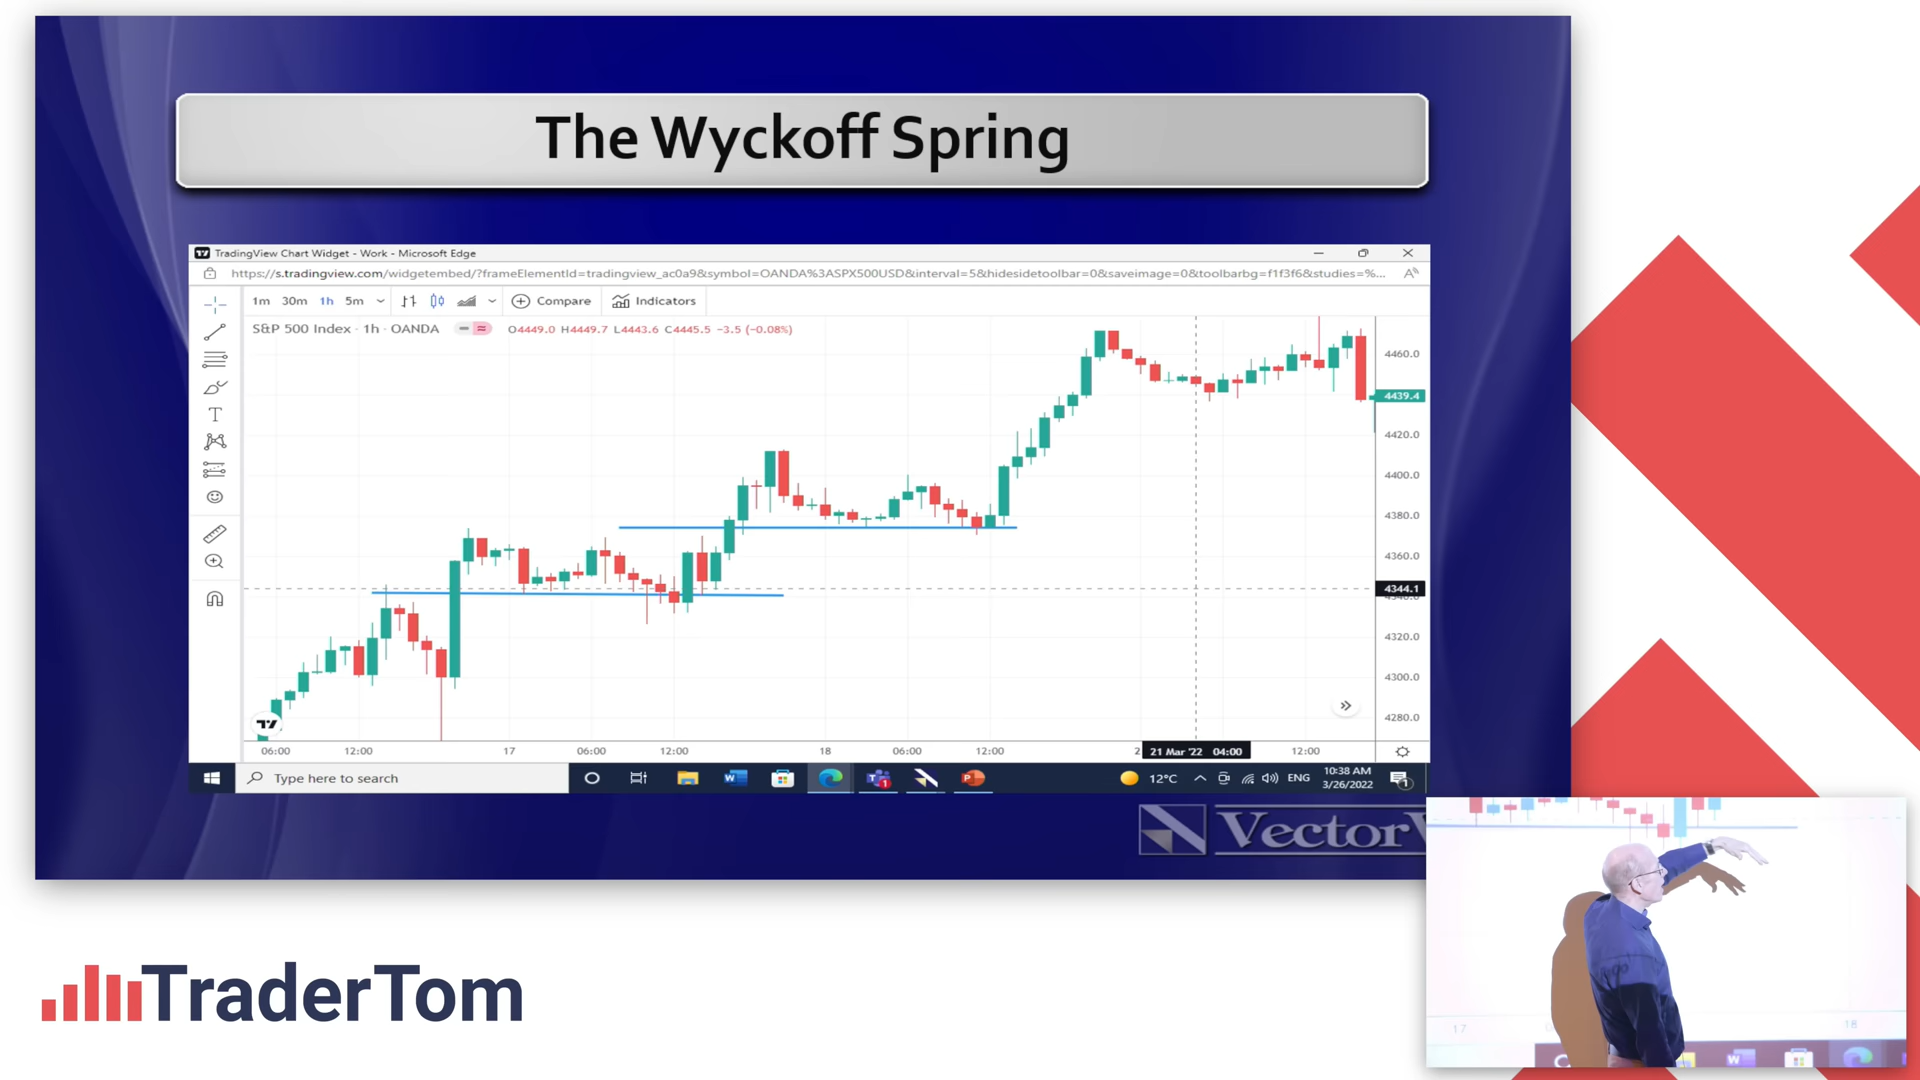 The Wyckoff Spring
TradingView Chart Widget - Work - Microsoft Edge
https://s.tradingview.com/widgetembed/?frameElementId=tradingview_ac0a9&symbol=OANDA%3ASPX500USD&interval=5&hidesidetoolbar=0&saveimage=0&toolbarbg=f1f3f6&studies=%...
1m 30m 1h 5m Compare Indicators
S&P 500 Index · 1h · OANDA O4449.0 H4449.7 L4443.6 C4445.5 −3.5 (−0.08%)
4460.0
4439.4
4420.0
4400.0
4380.0
4360.0
4344.1
4320.0
4300.0
4280.0
06:00 12:00 17 06:00 12:00 18 06:00 12:00 2 21 Mar '22 04:00 12:00
Type here to search
12°C ENG 10:38 AM
3/26/2022
VectorV
17 18
TraderTom